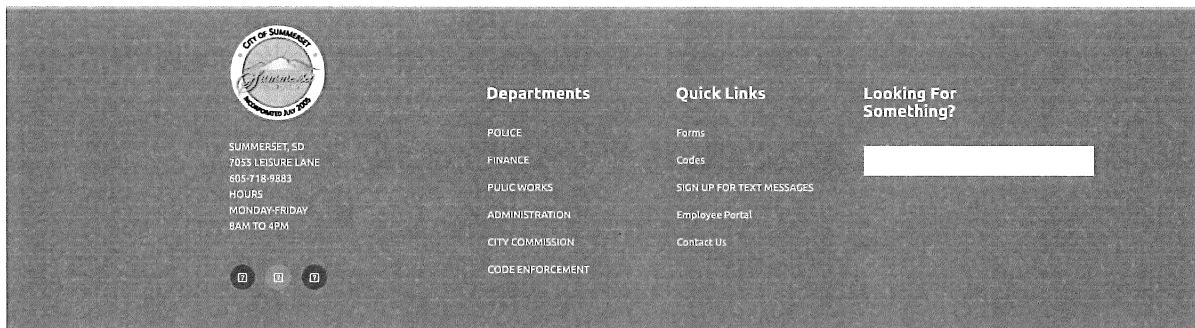 CITY OF SUMMERSET
Summerset
INCORPORATED JULY 2005
SUMMERSET, SD
7055 LEISURE LANE
605-718-9883
HOURS
MONDAY-FRIDAY
8AM TO 4PM
Departments
POLICE
FINANCE
PULIC WORKS
ADMINISTRATION
CITY COMMISSION
CODE ENFORCEMENT
Quick Links
Forms
Codes
SIGN UP FOR TEXT MESSAGES
Employee Portal
Contact Us
Looking For
Something?